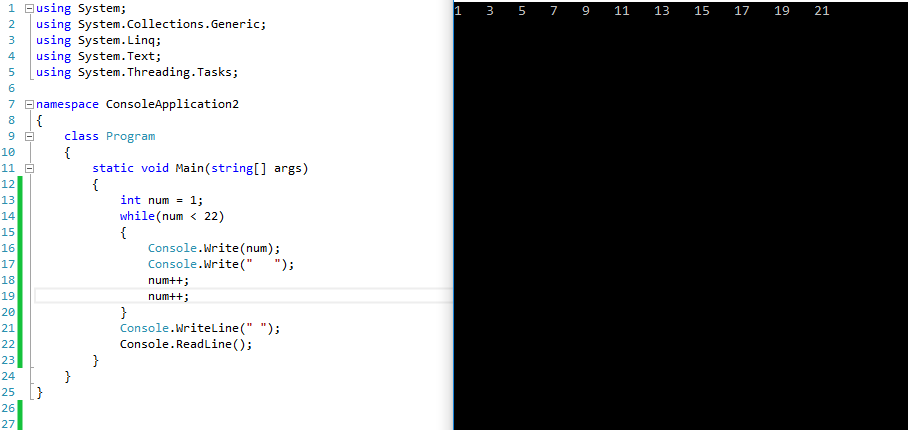 1 using System;
2 using System.Collections.Generic;
3 using System.Linq;
4 using System.Text;
5 using System.Threading.Tasks;
6
7 namespace ConsoleApplication2
8 {
9 class Program
10 {
11 static void Main(string[] args)
12 {
13 int num = 1;
14 while(num < 22)
15 {
16 Console.Write(num);
17 Console.Write("   ");
18 num++;
19 num++;
20 }
21 Console.WriteLine(" ");
22 Console.ReadLine();
23 }
24 }
25 }
26
27
1   3   5   7   9   11   13   15   17   19   21